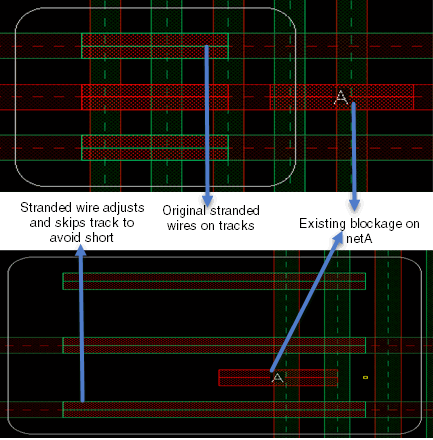 A
Stranded wire adjusts
and skips track to
avoid short
Original stranded
wires on tracks
Existing blockage on
netA
A